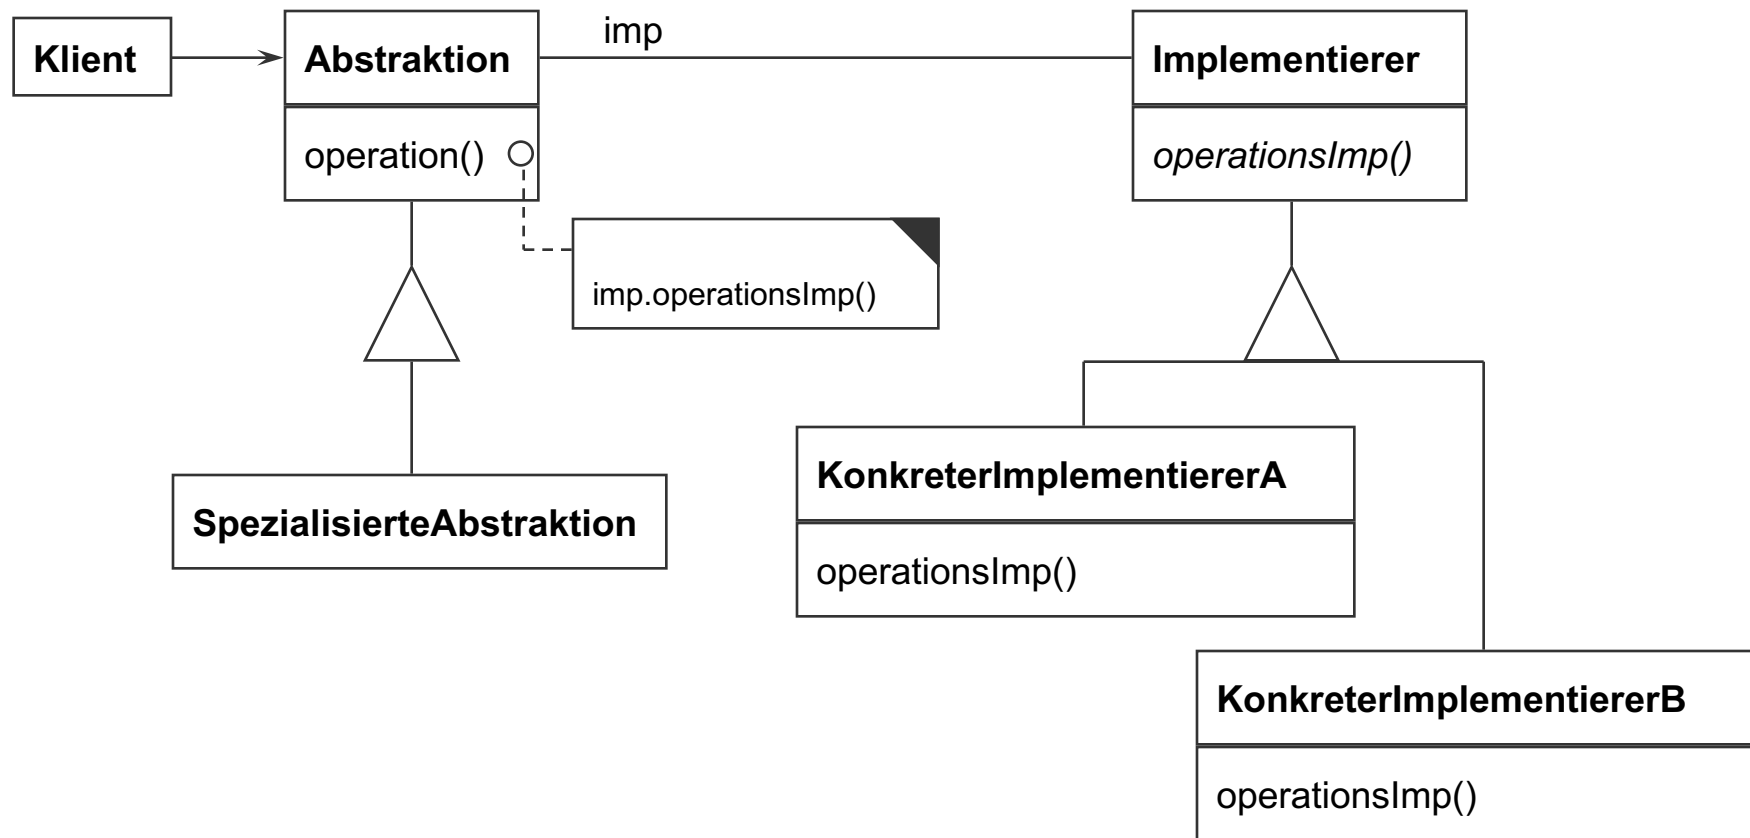 Klient
Abstraktion
imp
Implementierer
operation()
operationsImp()
imp.operationsImp()
SpezialisierteAbstraktion
KonkreterImplementiererA
operationsImp()
KonkreterImplementiererB
operationsImp()